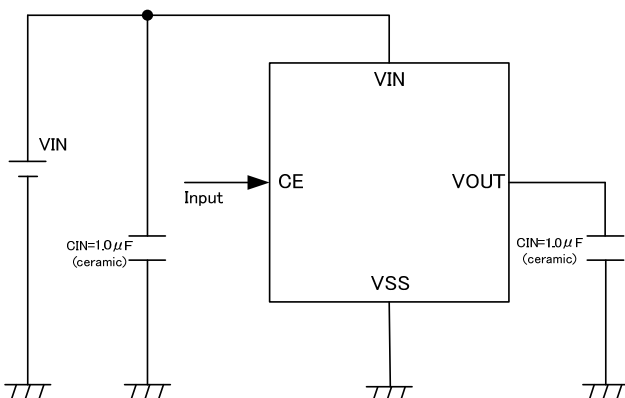 VIN
VIN
CE
VOUT
Input
CIN=1.0μF
(ceramic)
CIN=1.0μF
(ceramic)
VSS